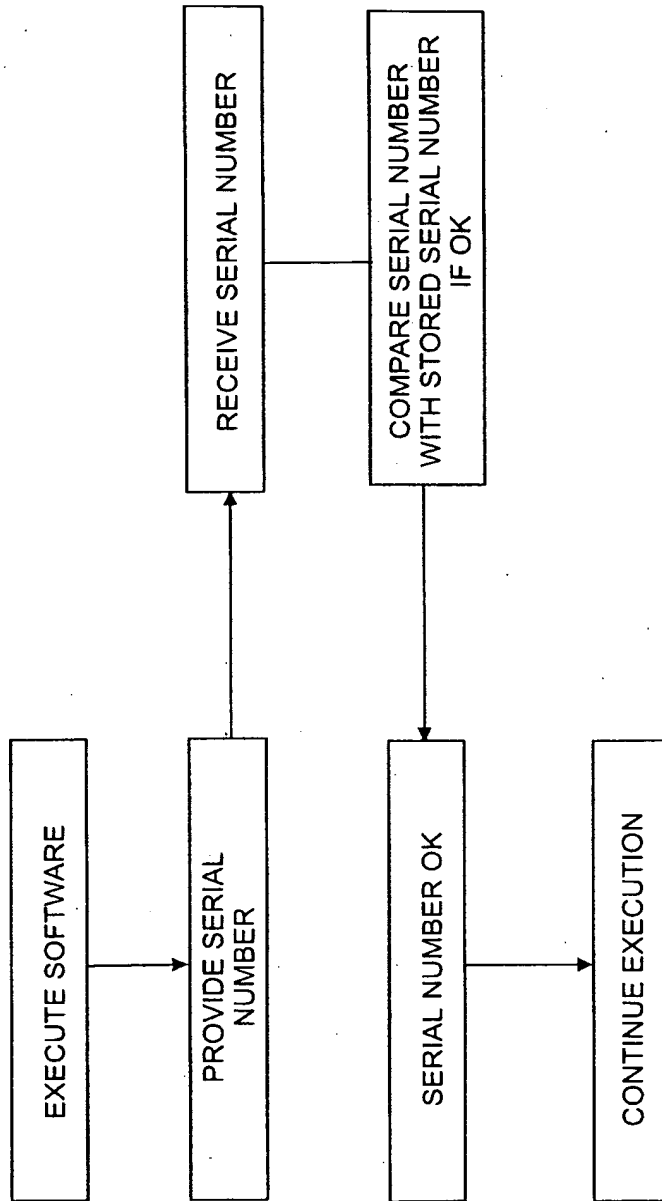 EXECUTE SOFTWARE
PROVIDE SERIAL
NUMBER
RECEIVE SERIAL NUMBER
COMPARE SERIAL NUMBER
WITH STORED SERIAL NUMBER
IF OK
SERIAL NUMBER OK
CONTINUE EXECUTION